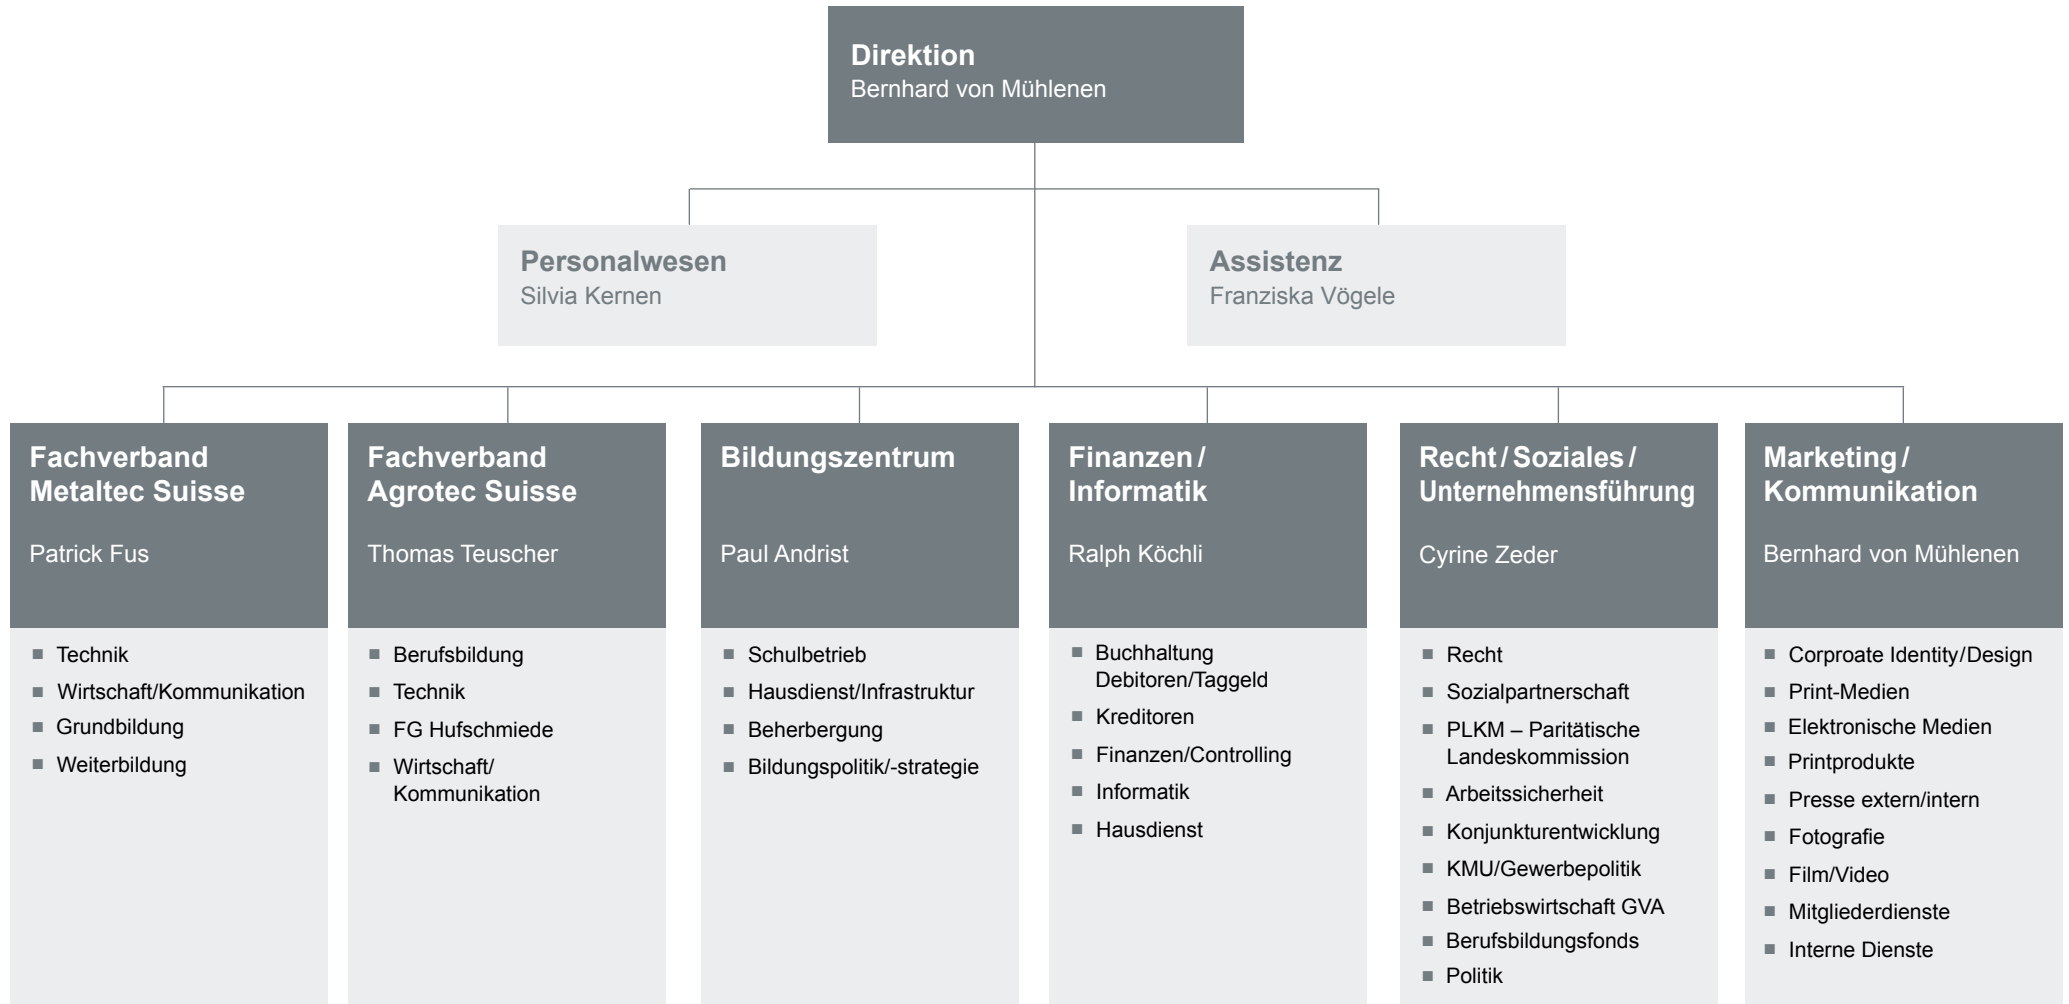 Direktion
Bernhard von Mühlenen
Personalwesen
Silvia Kernen
Assistenz
Franziska Vögele
Fachverband
Metaltec Suisse
Patrick Fus
■ Technik
■ Wirtschaft/Kommunikation
■ Grundbildung
■ Weiterbildung
Fachverband
Agrotec Suisse
Thomas Teuscher
■ Berufsbildung
■ Technik
■ FG Hufschmiede
■ Wirtschaft/
Kommunikation
Bildungszentrum
Paul Andrist
■ Schulbetrieb
■ Hausdienst/Infrastruktur
■ Beherbergung
■ Bildungspolitik/-strategie
Finanzen/
Informatik
Ralph Köchli
■ Buchhaltung
Debitoren/Taggeld
■ Kreditoren
■ Finanzen/Controlling
■ Informatik
■ Hausdienst
Recht/Soziales/
Unternehmensführung
Cyrine Zeder
■ Recht
■ Sozialpartnerschaft
■ PLKM – Paritätische
Landeskommission
■ Arbeitssicherheit
■ Konjunkturentwicklung
■ KMU/Gewerbepolitik
■ Betriebswirtschaft GVA
■ Berufsbildungsfonds
■ Politik
Marketing/
Kommunikation
Bernhard von Mühlenen
■ Corproate Identity/Design
■ Print-Medien
■ Elektronische Medien
■ Printprodukte
■ Presse extern/intern
■ Fotografie
■ Film/Video
■ Mitgliederdienste
■ Interne Dienste